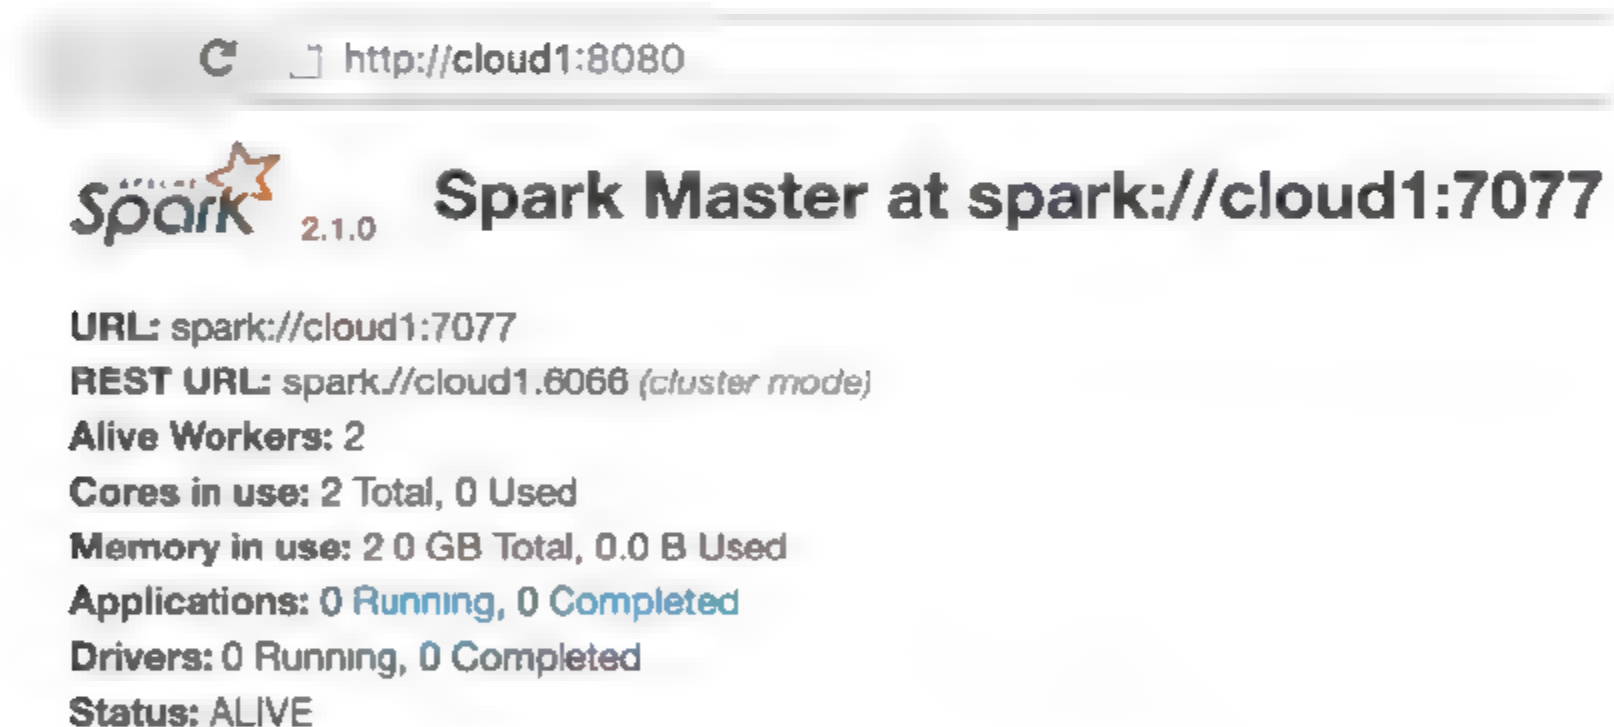 http://cloud1:8080
APACHE
Spark 2.1.0 Spark Master at spark://cloud1:7077
URL: spark://cloud1:7077
REST URL: spark://cloud1:6066 (cluster mode)
Alive Workers: 2
Cores in use: 2 Total, 0 Used
Memory in use: 2.0 GB Total, 0.0 B Used
Applications: 0 Running, 0 Completed
Drivers: 0 Running, 0 Completed
Status: ALIVE